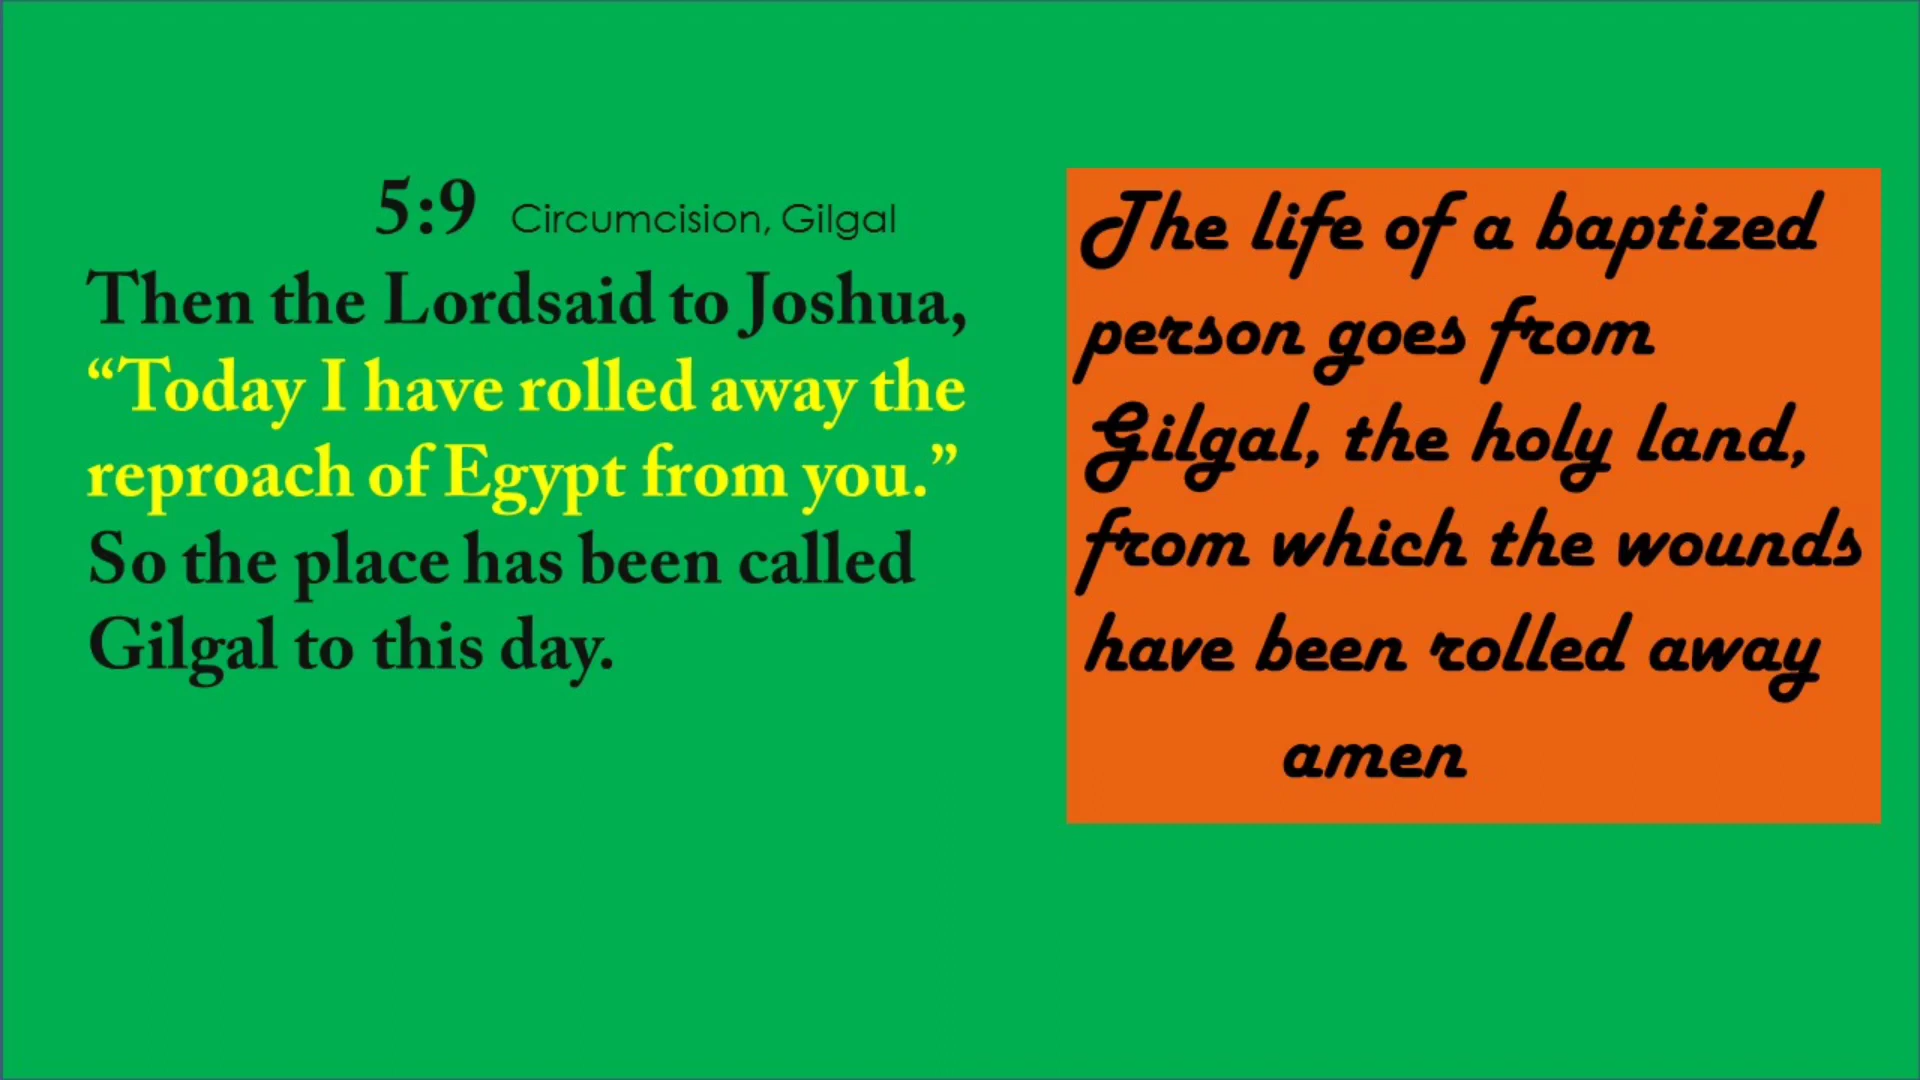 5:9 Circumcision, Gilgal
Then the Lordsaid to Joshua,
“Today I have rolled away the
reproach of Egypt from you.”
So the place has been called
Gilgal to this day.
The life of a baptized
person goes from
Gilgal, the holy land,
from which the wounds
have been rolled away
amen